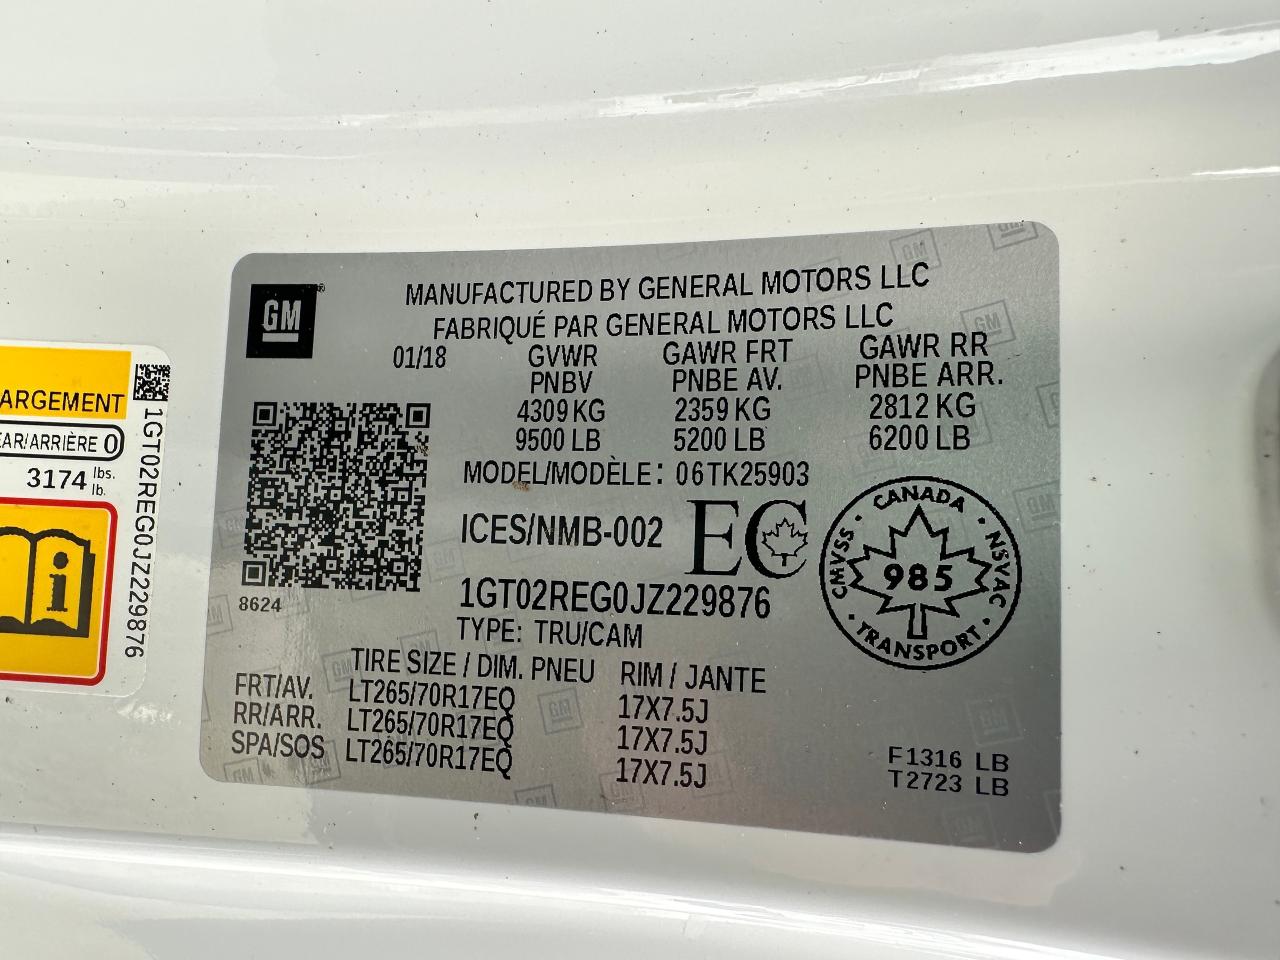 ARGEMENT
EAR/ARRIÈRE 0
3174 lbs.
lb.
1GT02REG0JZ229876
GM ®
MANUFACTURED BY GENERAL MOTORS LLC
FABRIQUÉ PAR GENERAL MOTORS LLC
01/18 GVWR GAWR FRT GAWR RR
PNBV PNBE AV. PNBE ARR.
4309 KG 2359 KG 2812 KG
9500 LB 5200 LB 6200 LB
MODEL/MODÈLE: 06TK25903
ICES/NMB-002 EC
CANADA
CMVSS · NSVAC
985
· TRANSPORT ·
8624
1GT02REG0JZ229876
TYPE: TRU/CAM
TIRE SIZE / DIM. PNEU RIM / JANTE
FRT/AV. LT265/70R17EQ 17X7.5J
RR/ARR. LT265/70R17EQ 17X7.5J
SPA/SOS LT265/70R17EQ 17X7.5J
F1316 LB
T2723 LB